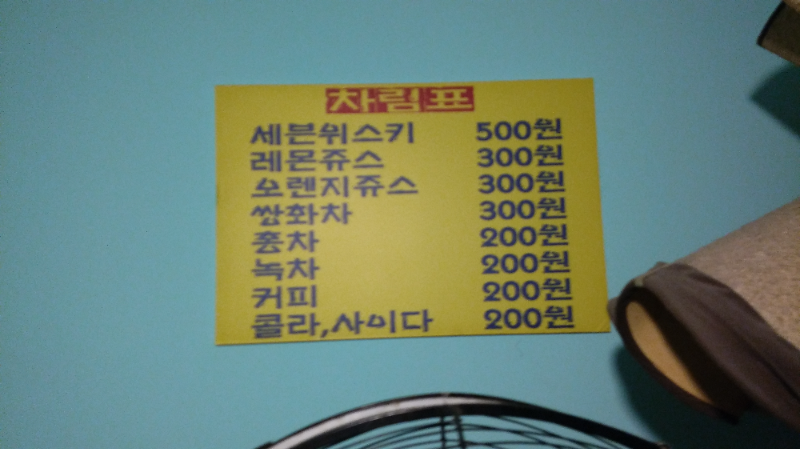 차림표
세븐위스키 500원
레몬쥬스 300원
오렌지쥬스 300원
쌍화차 300원
홍차 200원
녹차 200원
커피 200원
콜라,사이다 200원